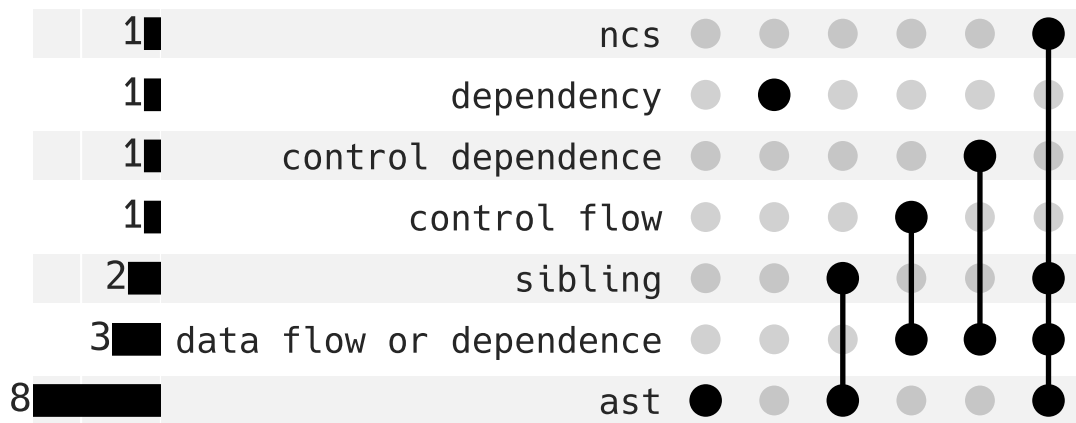 1 ncs
1 dependency
1 control dependence
1 control flow
2 sibling
3 data flow or dependence
8 ast